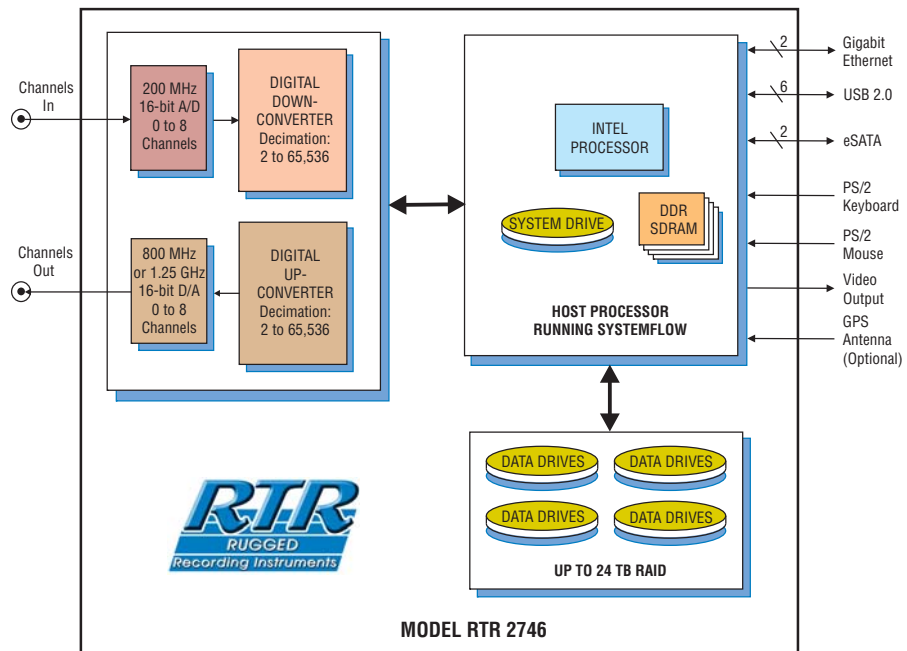 Channels
In
200 MHz
16-bit A/D
0 to 8
Channels
DIGITAL
DOWN-
CONVERTER
Decimation:
2 to 65,536
Channels
Out
800 MHz
or 1.25 GHz
16-bit D/A
0 to 8
Channels
DIGITAL
UP-
CONVERTER
Decimation:
2 to 65,536
INTEL
PROCESSOR
SYSTEM DRIVE
DDR
SDRAM
HOST PROCESSOR
RUNNING SYSTEMFLOW
2
Gigabit
Ethernet
6
USB 2.0
2
eSATA
PS/2
Keyboard
PS/2
Mouse
Video
Output
GPS
Antenna
(Optional)
DATA DRIVES
DATA DRIVES
DATA DRIVES
DATA DRIVES
UP TO 24 TB RAID
RTR
RUGGED
Recording Instruments
MODEL RTR 2746